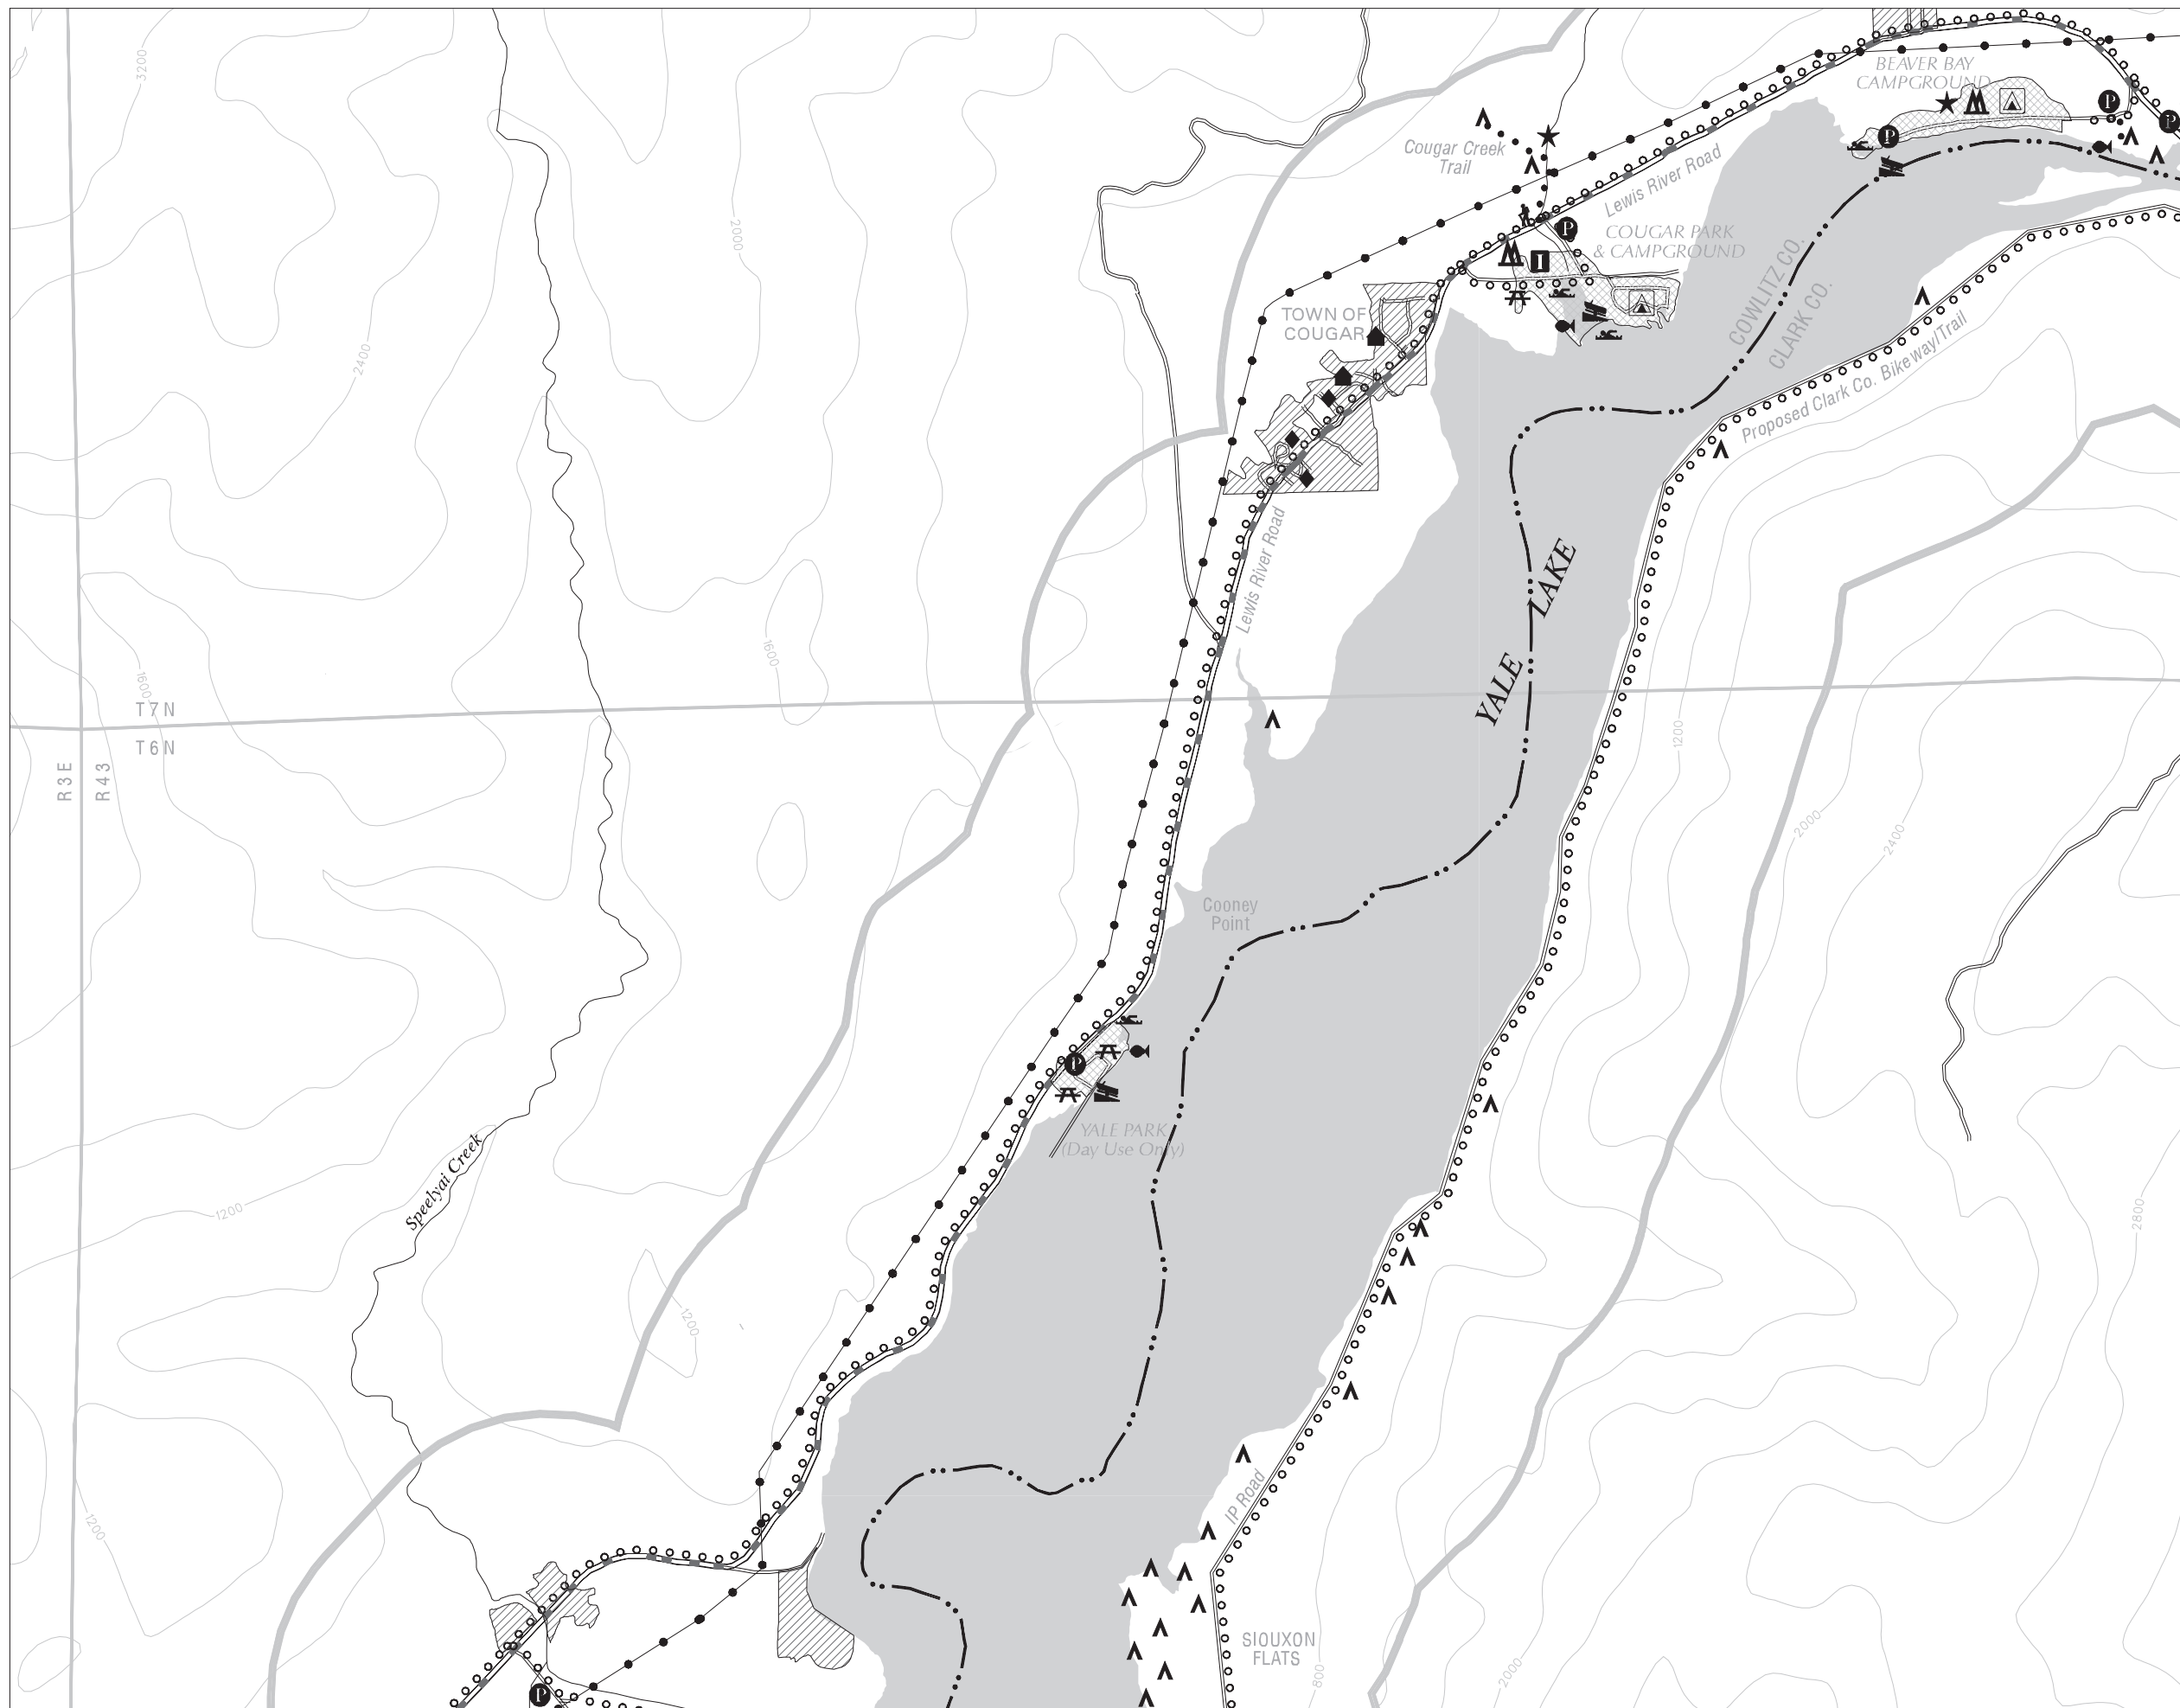 3200
BEAVER BAY
CAMPGROUND
P
P
P
Cougar Creek
Trail
Lewis River Road
P
COUGAR PARK
& CAMPGROUND
I
2000
COWLITZ CO.
CLARK CO.
TOWN OF
COUGAR
2400
Proposed Clark Co. Bikeway/Trail
Lewis River Road
YALE LAKE
1600
1600
T7N
T6N
R3E
R43
1200
2000
2400
Cooney
Point
P
YALE PARK
(Day Use Only)
Speelyai Creek
1200
2800
1200
1200
IP Road
SIOUXON
FLATS
800
2000
P